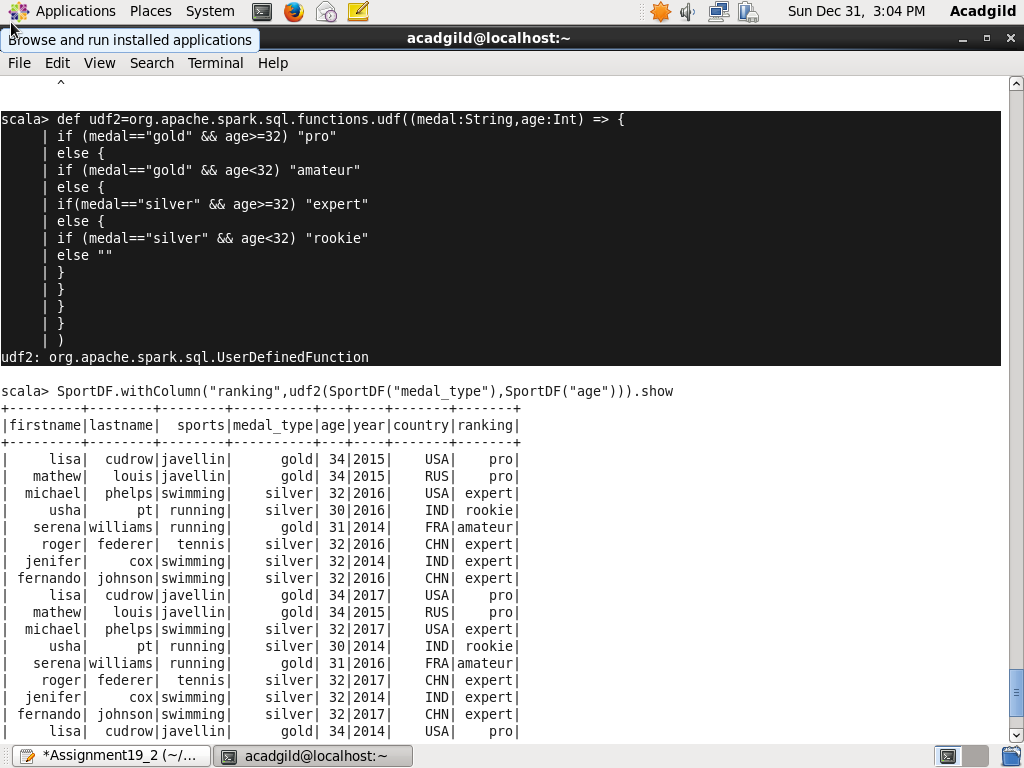 Applications Places System Sun Dec 31, 3:04 PM Acadgild
Browse and run installed applications
acadgild@localhost:~
File Edit View Search Terminal Help
^
scala> def udf2=org.apache.spark.sql.functions.udf((medal:String,age:Int) => {
     | if (medal=="gold" && age>=32) "pro"
     | else {
     | if (medal=="gold" && age<32) "amateur"
     | else {
     | if(medal=="silver" && age>=32) "expert"
     | else {
     | if (medal=="silver" && age<32) "rookie"
     | else ""
     | }
     | }
     | }
     | }
     | )
udf2: org.apache.spark.sql.UserDefinedFunction
scala> SportDF.withColumn("ranking",udf2(SportDF("medal_type"),SportDF("age"))).show
+---------+--------+--------+----------+---+----+-------+-------+
|firstname|lastname|  sports|medal_type|age|year|country|ranking|
+---------+--------+--------+----------+---+----+-------+-------+
|     lisa|  cudrow|javellin|      gold| 34|2015|    USA|    pro|
|   mathew|   louis|javellin|      gold| 34|2015|    RUS|    pro|
|  michael|  phelps|swimming|    silver| 32|2016|    USA| expert|
|     usha|      pt| running|    silver| 30|2016|    IND| rookie|
|   serena|williams| running|      gold| 31|2014|    FRA|amateur|
|    roger| federer|  tennis|    silver| 32|2016|    CHN| expert|
|  jenifer|     cox|swimming|    silver| 32|2014|    IND| expert|
| fernando| johnson|swimming|    silver| 32|2016|    CHN| expert|
|     lisa|  cudrow|javellin|      gold| 34|2017|    USA|    pro|
|   mathew|   louis|javellin|      gold| 34|2015|    RUS|    pro|
|  michael|  phelps|swimming|    silver| 32|2017|    USA| expert|
|     usha|      pt| running|    silver| 30|2014|    IND| rookie|
|   serena|williams| running|      gold| 31|2016|    FRA|amateur|
|    roger| federer|  tennis|    silver| 32|2017|    CHN| expert|
|  jenifer|     cox|swimming|    silver| 32|2014|    IND| expert|
| fernando| johnson|swimming|    silver| 32|2017|    CHN| expert|
|     lisa|  cudrow|javellin|      gold| 34|2014|    USA|    pro|
*Assignment19_2 (~/... acadgild@localhost:~